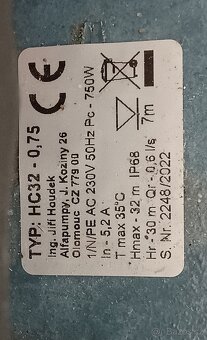 TYP: HC32 - 0,75
Ing. Jiří Houdek
Alfapumpy, J. Koziny 26
Olomouc CZ 779 00
1/N/PE AC 230V 50Hz Pc - 750W
In - 5,2 A
T max 35°C
Hmax - 32 m IP68
Hr - 30 m Qr - 0,6 l/s
S. Nr. 2248/2022
CE
7m